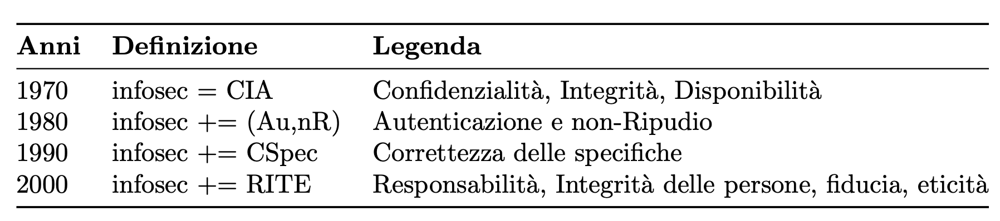 Anni Definizione Legenda
1970 infosec = CIA Confidenzialità, Integrità, Disponibilità
1980 infosec += (Au,nR) Autenticazione e non-Ripudio
1990 infosec += CSpec Correttezza delle specifiche
2000 infosec += RITE Responsabilità, Integrità delle persone, fiducia, eticità